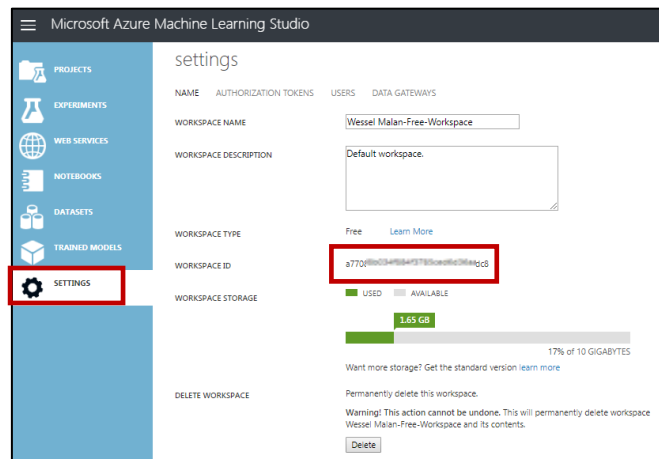 Microsoft Azure Machine Learning Studio
PROJECTS
EXPERIMENTS
WEB SERVICES
NOTEBOOKS
DATASETS
TRAINED MODELS
SETTINGS
settings
NAME AUTHORIZATION TOKENS USERS DATA GATEWAYS
WORKSPACE NAME Wessel Malan-Free-Workspace
WORKSPACE DESCRIPTION Default workspace.
WORKSPACE TYPE Free Learn More
WORKSPACE ID
WORKSPACE STORAGE USED AVAILABLE
1.65 GB
17% of 10 GIGABYTES
Want more storage? Get the standard version learn more
DELETE WORKSPACE Permanently delete this workspace.
Warning! This action cannot be undone. This will permanently delete workspace
Wessel Malan-Free-Workspace and its contents.
Delete